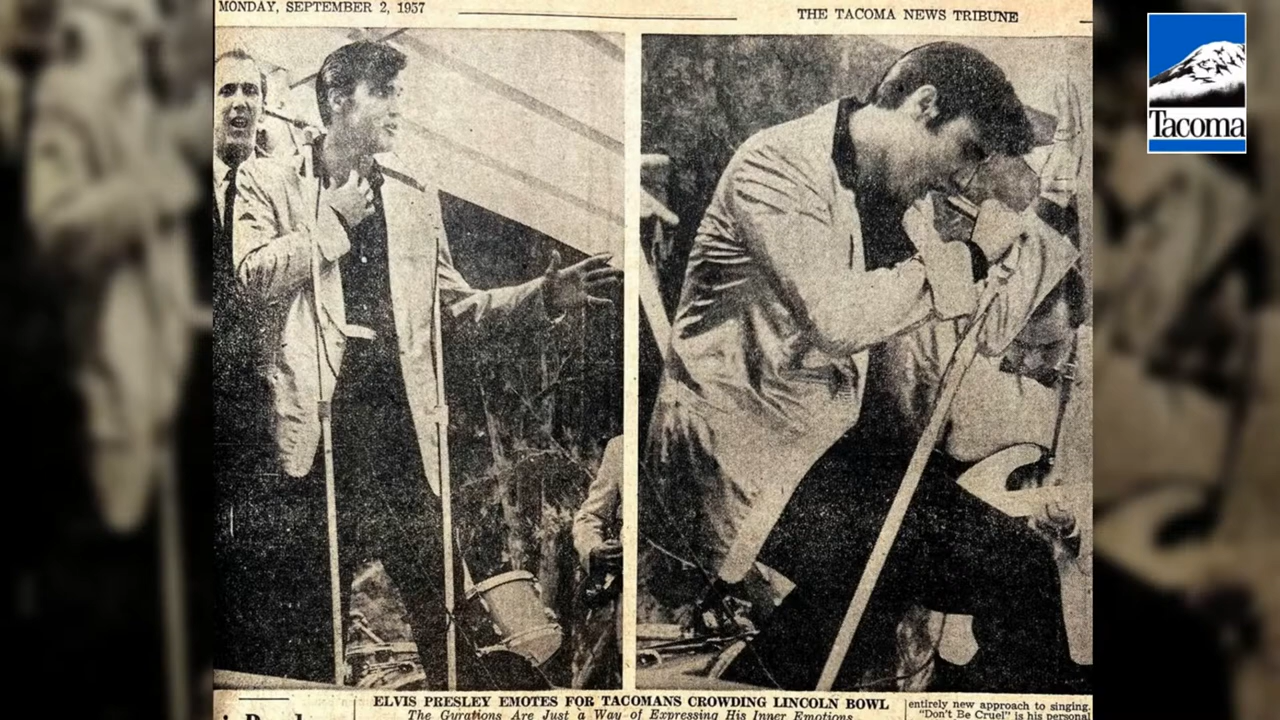 MONDAY, SEPTEMBER 2, 1957
THE TACOMA NEWS TRIBUNE
Tacoma
ELVIS PRESLEY EMOTES FOR TACOMANS CROWDING LINCOLN BOWL
The Gyrations Are Just a Way of Expressing His Inner Emotions
entirely new approach to singing.
"Don't Be Cruel" is his personal